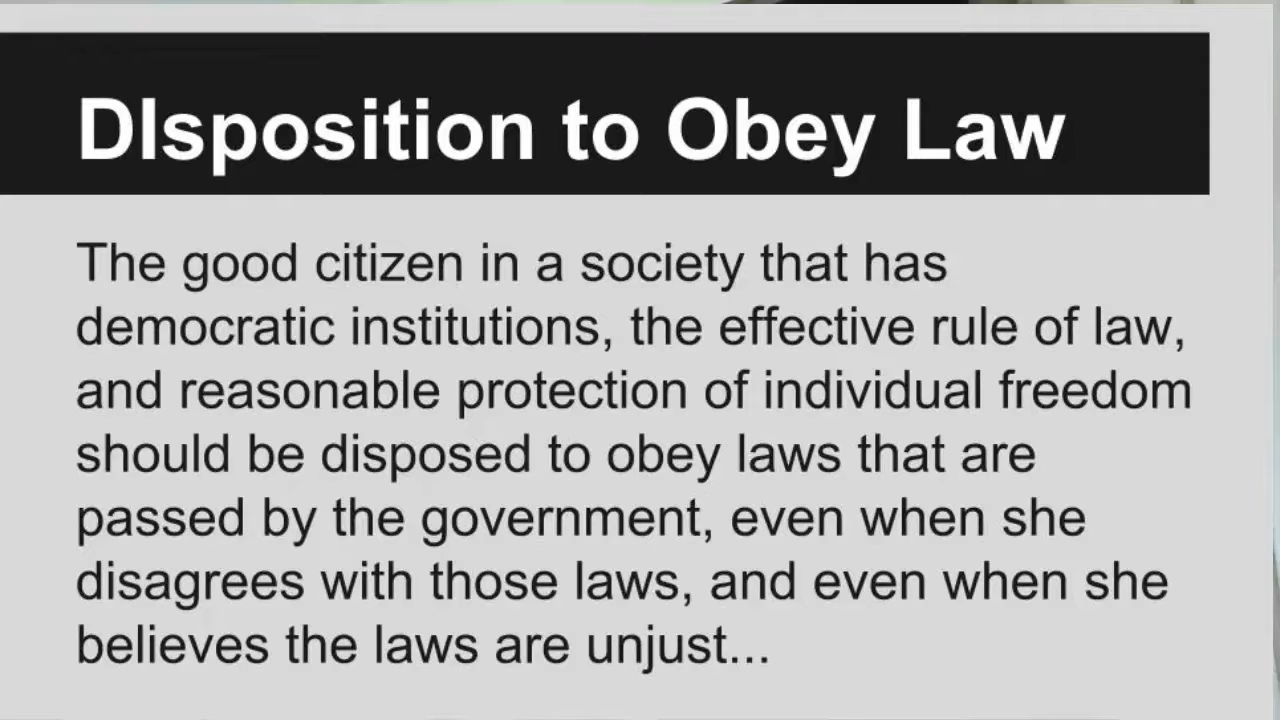 DIsposition to Obey Law
The good citizen in a society that has
democratic institutions, the effective rule of law,
and reasonable protection of individual freedom
should be disposed to obey laws that are
passed by the government, even when she
disagrees with those laws, and even when she
believes the laws are unjust...